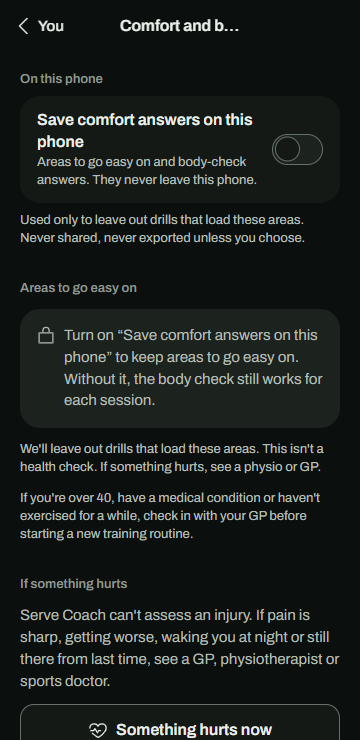 You
Comfort and b…
On this phone
Save comfort answers on this
phone
Areas to go easy on and body-check
answers. They never leave this phone.
Used only to leave out drills that load these areas.
Never shared, never exported unless you choose.
Areas to go easy on
Turn on “Save comfort answers on this
phone” to keep areas to go easy on.
Without it, the body check still works for
each session.
We'll leave out drills that load these areas. This isn't a
health check. If something hurts, see a physio or GP.
If you're over 40, have a medical condition or haven't
exercised for a while, check in with your GP before
starting a new training routine.
If something hurts
Serve Coach can't assess an injury. If pain is
sharp, getting worse, waking you at night or still
there from last time, see a GP, physiotherapist or
sports doctor.
Something hurts now